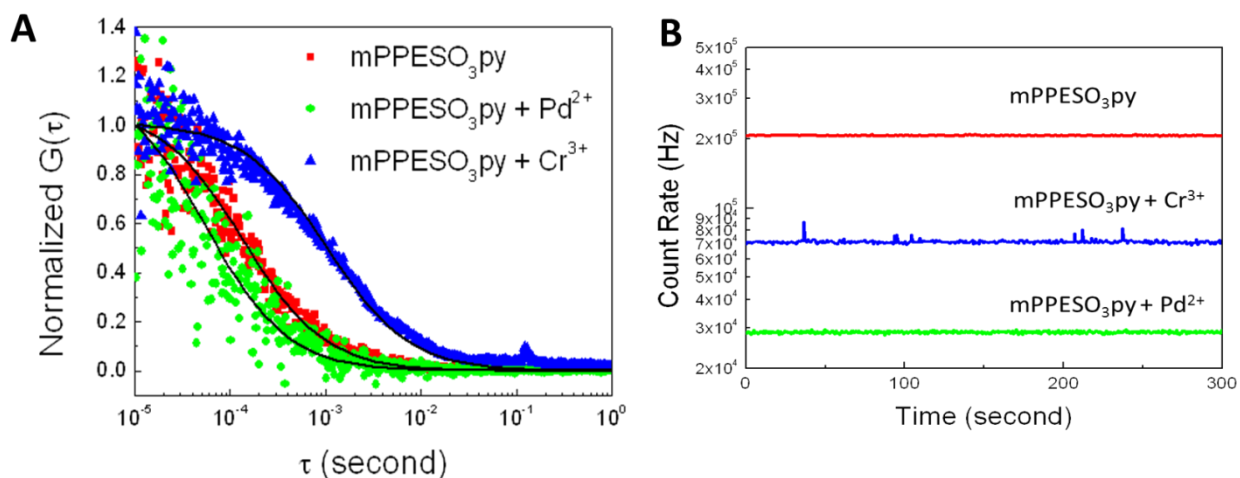 A
Normalized G(τ)
1.4
1.2
1.0
0.8
0.6
0.4
0.2
0.0
mPPESO₃py
mPPESO₃py + Pd²⁺
mPPESO₃py + Cr³⁺
10⁻⁵ 10⁻⁴ 10⁻³ 10⁻² 10⁻¹ 10⁰
τ (second)
B
Count Rate (Hz)
5x10⁵
4x10⁵
3x10⁵
2x10⁵
10⁵
9x10⁴
8x10⁴
7x10⁴
6x10⁴
5x10⁴
4x10⁴
3x10⁴
2x10⁴
mPPESO₃py
mPPESO₃py + Cr³⁺
mPPESO₃py + Pd²⁺
0 100 200 300
Time (second)